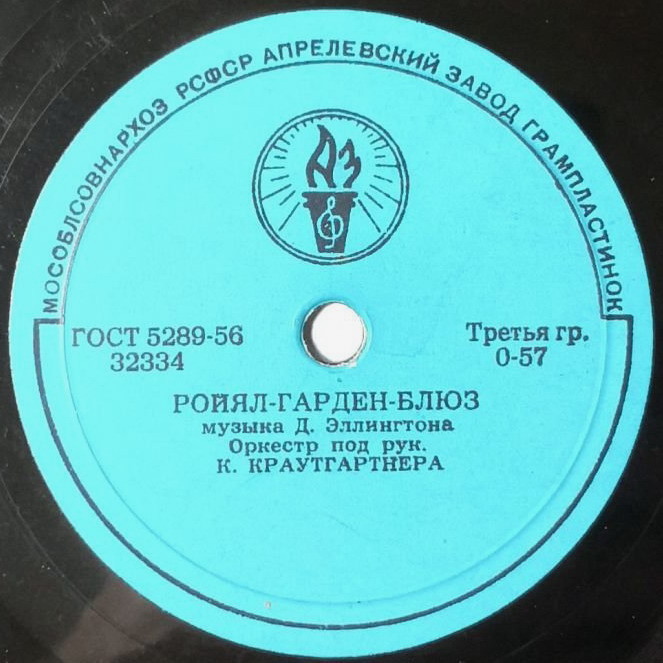 МОСОБЛСОВНАРХОЗ РСФСР АПРЕЛЕВСКИЙ ЗАВОД ГРАМПЛАСТИНОК
АЗ
ГОСТ 5289-56
32334
Третья гр.
0-57
РОЙЯЛ-ГАРДЕН-БЛЮЗ
музыка Д. Эллингтона
Оркестр под рук.
К. КРАУТГАРТНЕРА